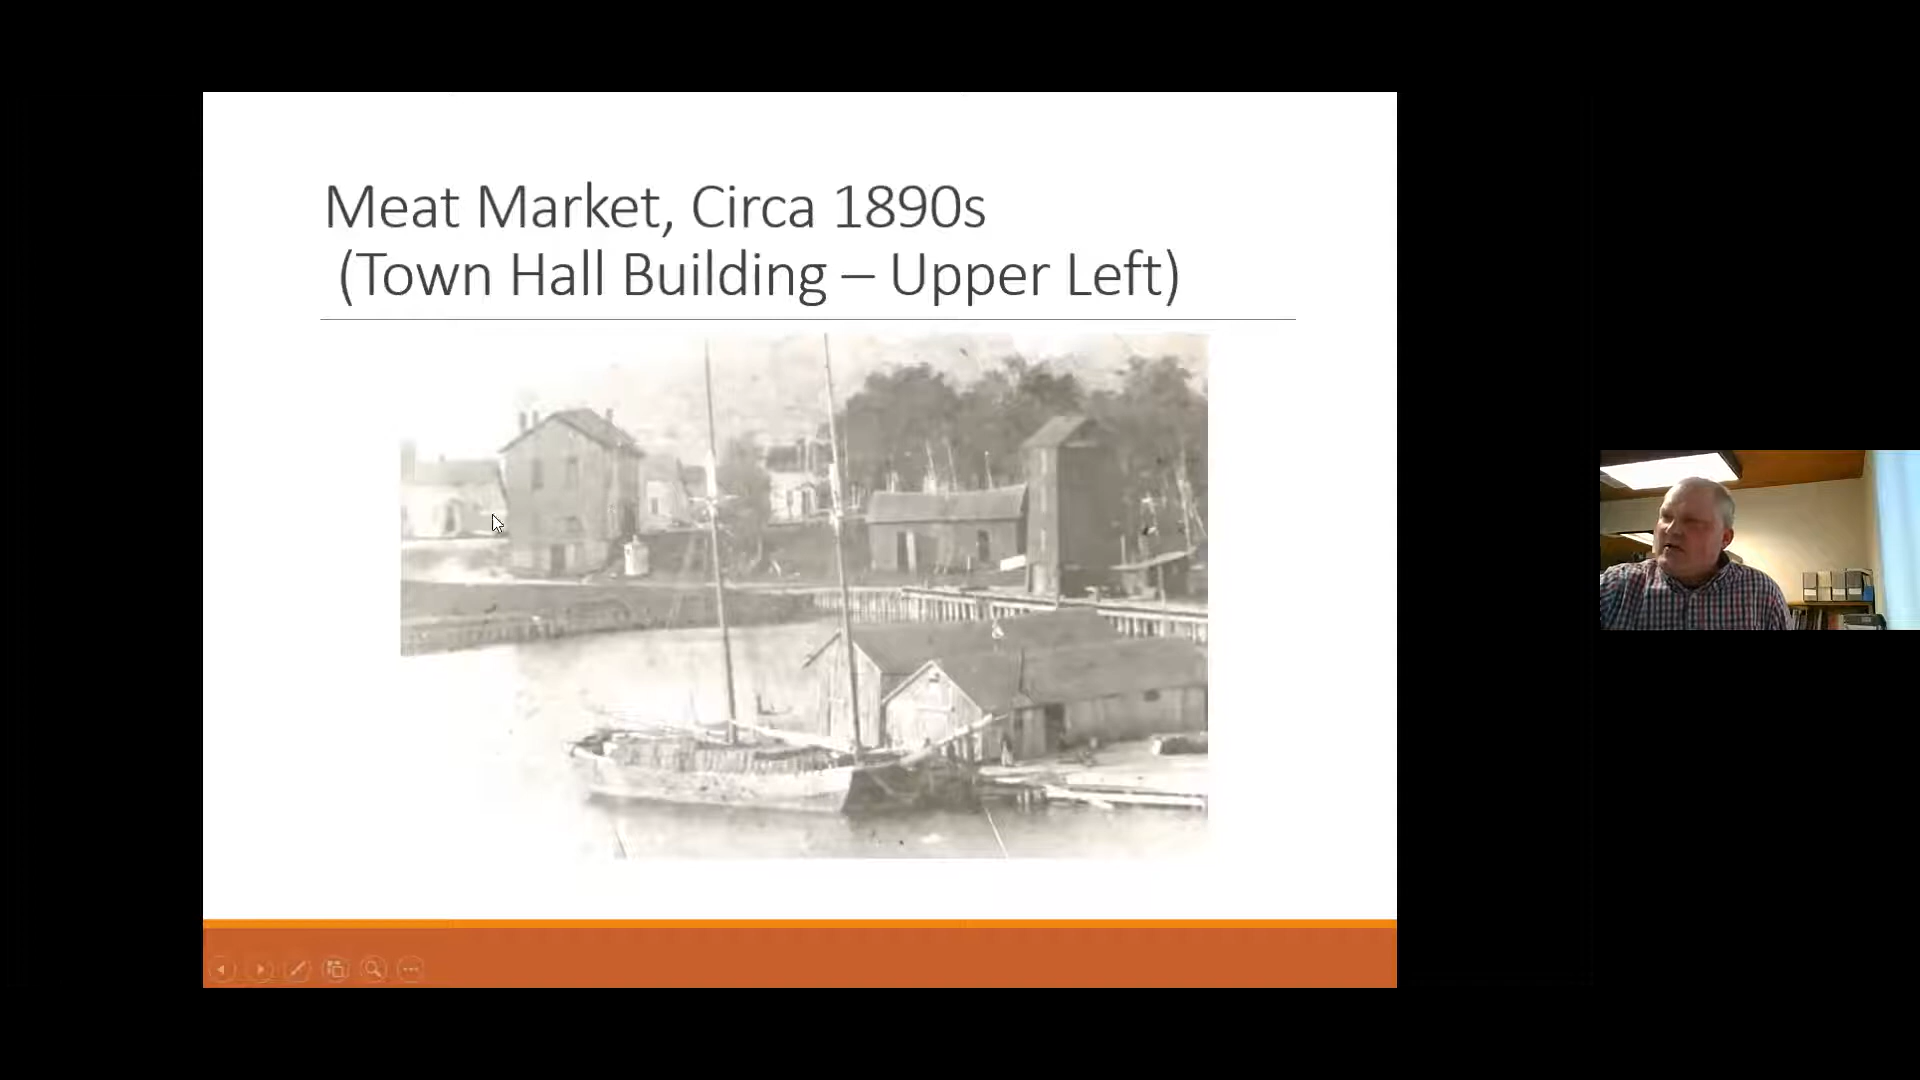 Meat Market, Circa 1890s
(Town Hall Building – Upper Left)